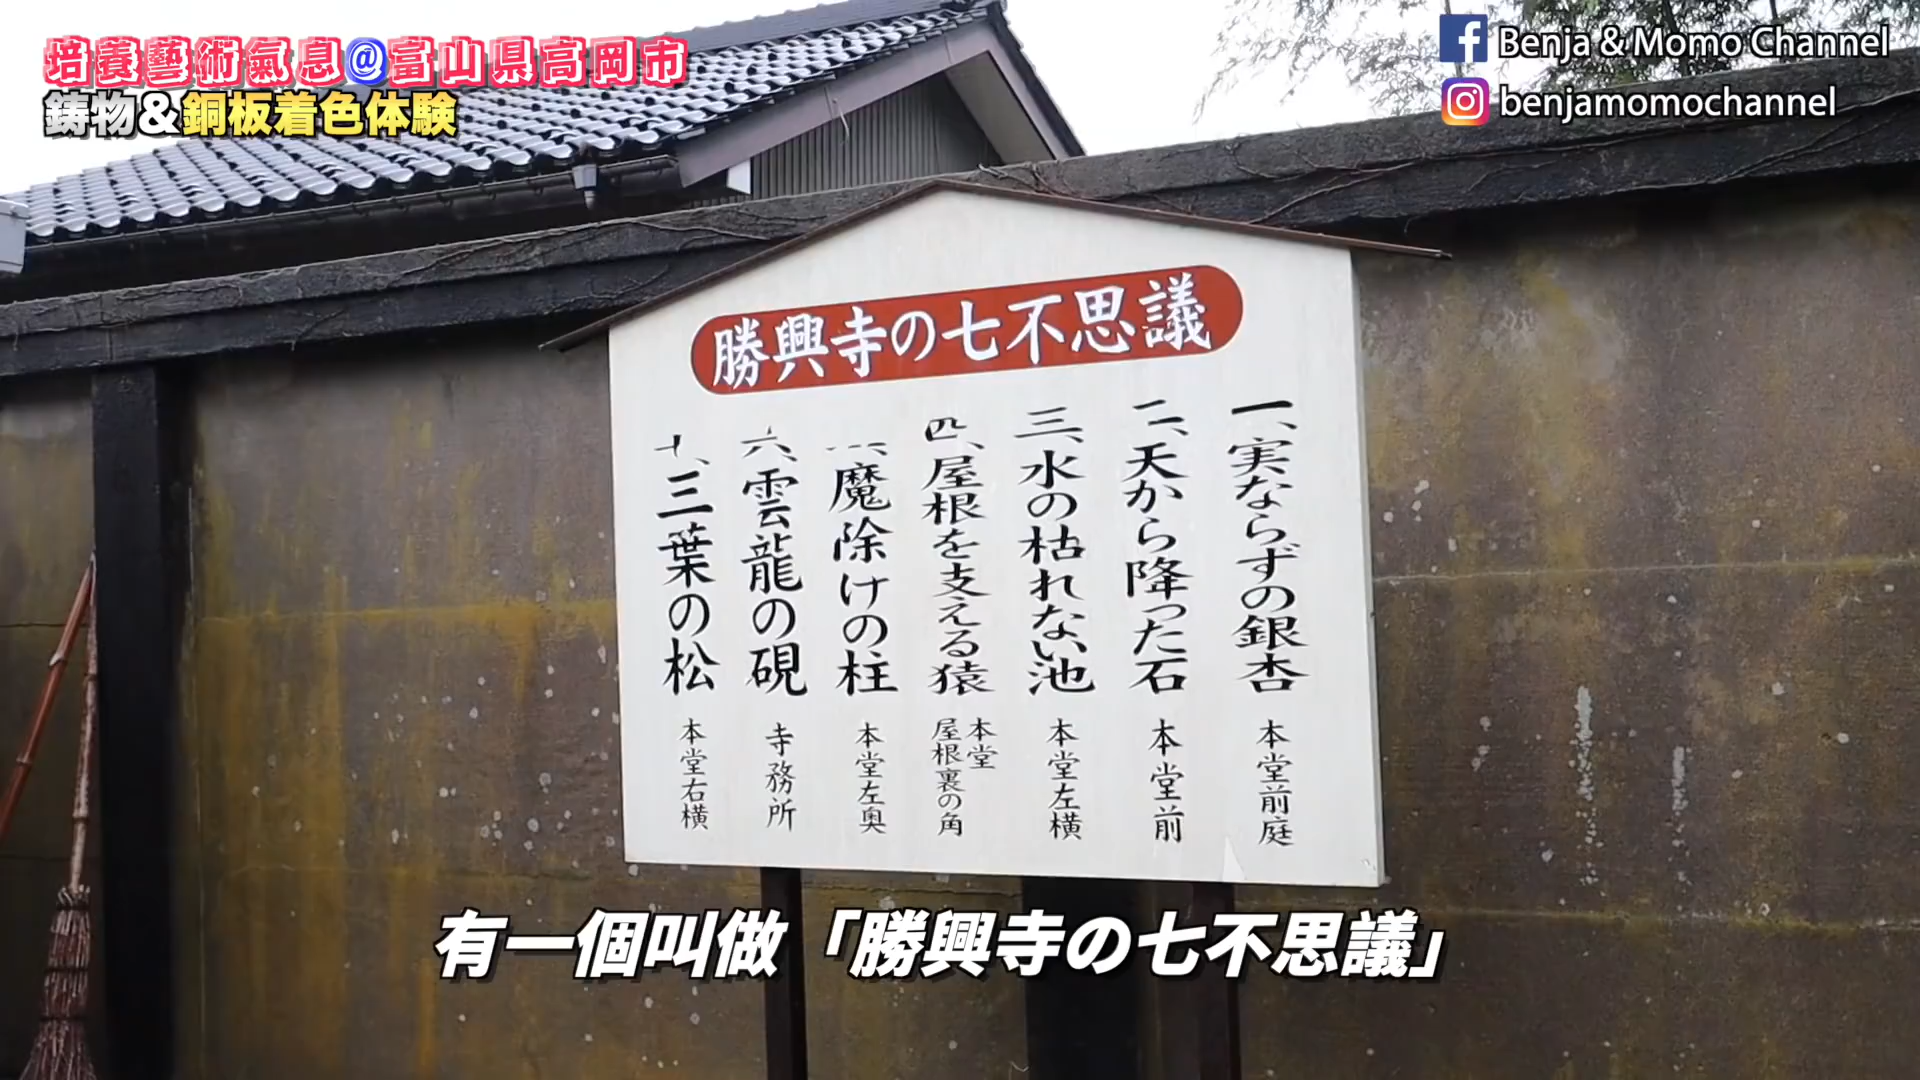 培養藝術氣息@富山県高岡市
鋳物&銅板着色体験
Benja & Momo Channel
benjamomochannel
勝興寺の七不思議
一、実ならずの銀杏 本堂前庭
二、天から降った石 本堂前
三、水の枯れない池 本堂左横
四、屋根を支える猿 本堂屋根裏の角
魔除けの柱 本堂左奥
六、雲龍の硯 寺務所
三葉の松 本堂右横
有一個叫做「勝興寺の七不思議」